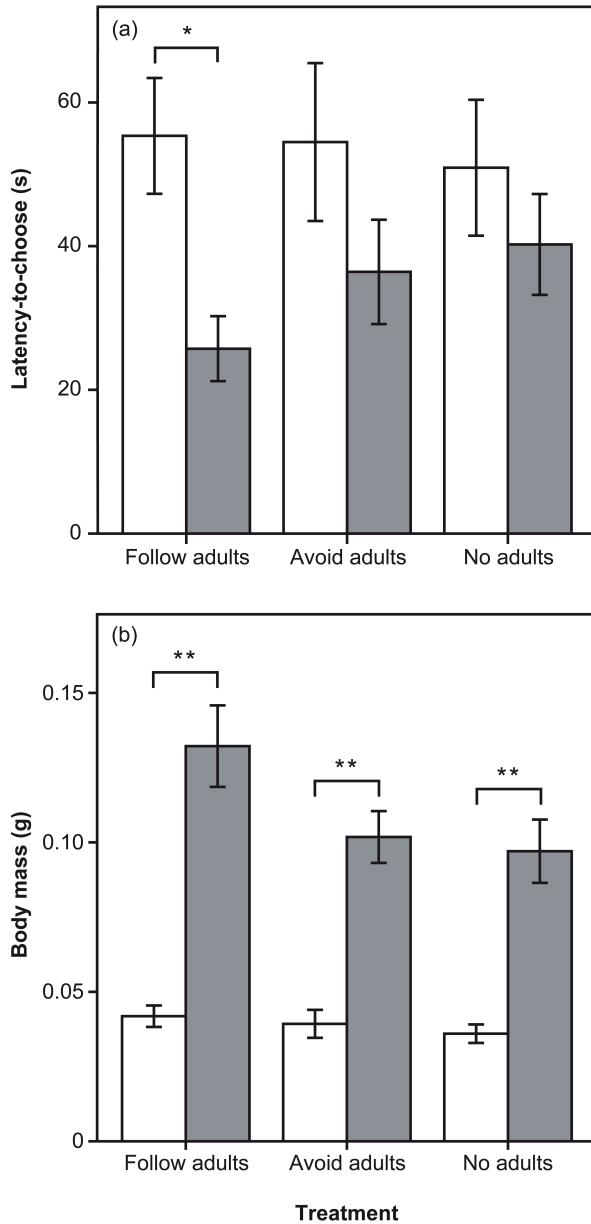 (a)
*
60
40
20
0
Latency-to-choose (s)
Follow adults
Avoid adults
No adults
(b)
**
**
**
0.15
0.10
0.05
0
Body mass (g)
Follow adults
Avoid adults
No adults
Treatment